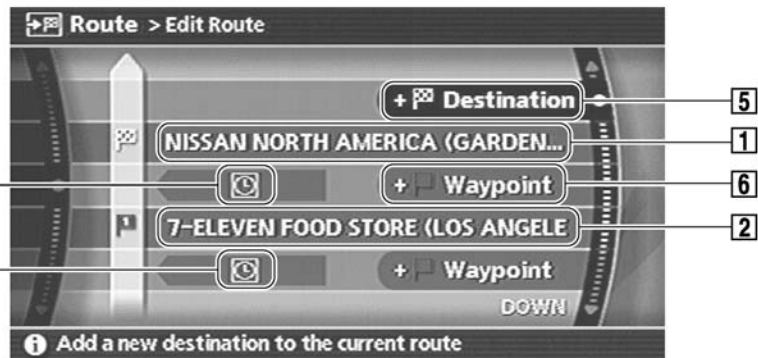 Route > Edit Route
+ Destination
5
NISSAN NORTH AMERICA (GARDEN...
1
+ Waypoint
6
1
7-ELEVEN FOOD STORE (LOS ANGELE
2
+ Waypoint
DOWN
i Add a new destination to the current route